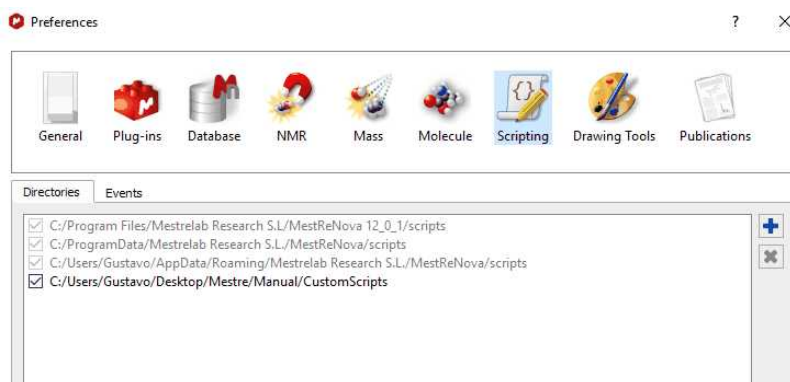 Preferences
General Plug-ins Database NMR Mass Molecule Scripting Drawing Tools Publications
Directories Events
C:/Program Files/Mestrelab Research S.L/MestReNova 12_0_1/scripts
C:/ProgramData/Mestrelab Research S.L./MestReNova/scripts
C:/Users/Gustavo/AppData/Roaming/Mestrelab Research S.L./MestReNova/scripts
C:/Users/Gustavo/Desktop/Mestre/Manual/CustomScripts